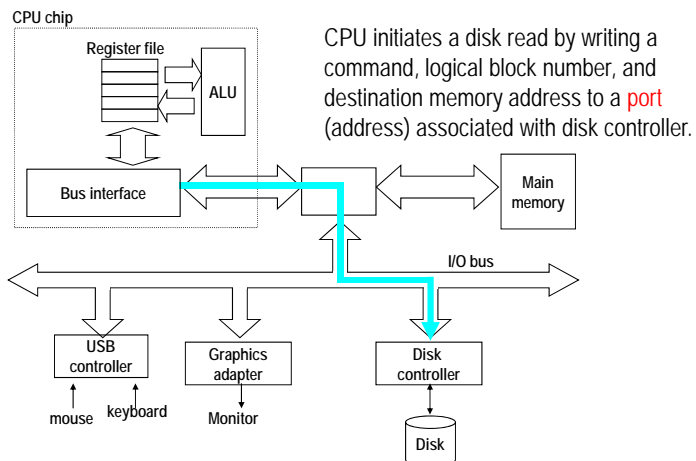 CPU chip
Register file
ALU
CPU initiates a disk read by writing a
command, logical block number, and
destination memory address to a port
(address) associated with disk controller.
Bus interface
Main
memory
I/O bus
USB
controller
Graphics
adapter
Disk
controller
mouse
keyboard
Monitor
Disk